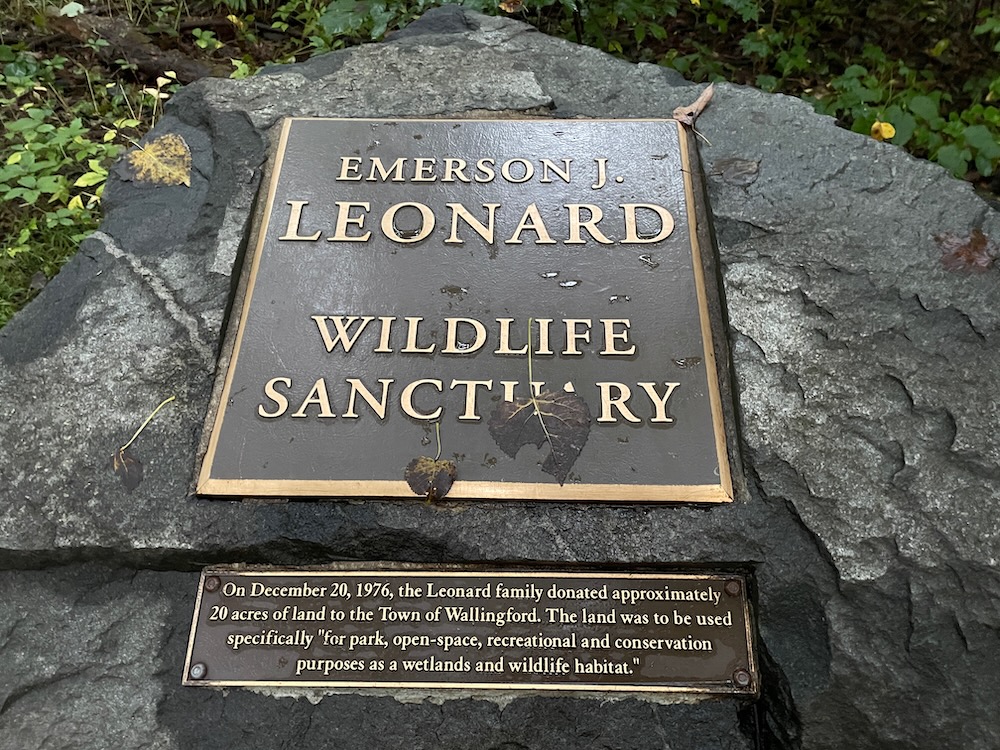 EMERSON J.
LEONARD
WILDLIFE
SANCTUARY
On December 20, 1976, the Leonard family donated approximately
20 acres of land to the Town of Wallingford. The land was to be used
specifically "for park, open-space, recreational and conservation
purposes as a wetlands and wildlife habitat."